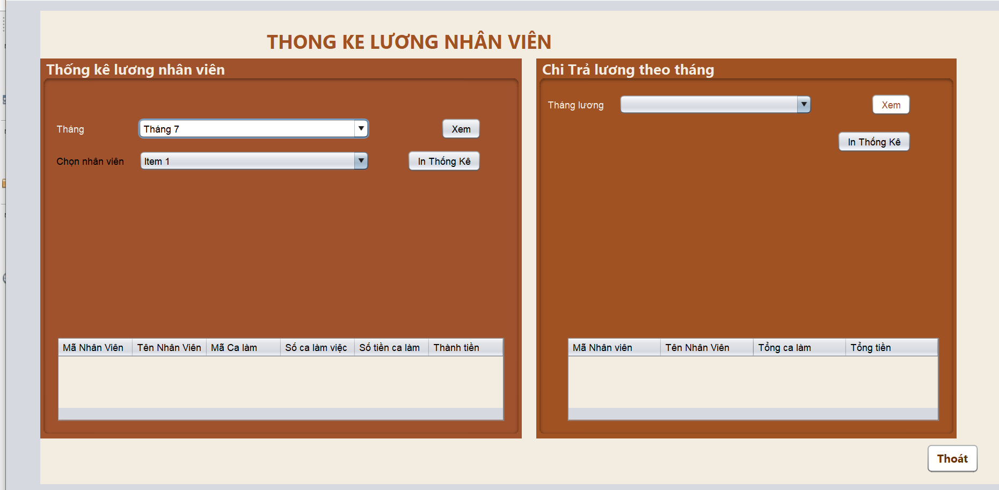 THONG KE LƯƠNG NHÂN VIÊN
Thống kê lương nhân viên
Tháng
Tháng 7
Xem
Chọn nhân viên
Item 1
In Thống Kê
Mã Nhân Viên
Tên Nhân Viên
Mã Ca làm
Số ca làm việc
Số tiền ca làm
Thành tiền
Chi Trả lương theo tháng
Tháng lương
Xem
In Thống Kê
Mã Nhân viên
Tên Nhân Viên
Tổng ca làm
Tổng tiền
Thoát